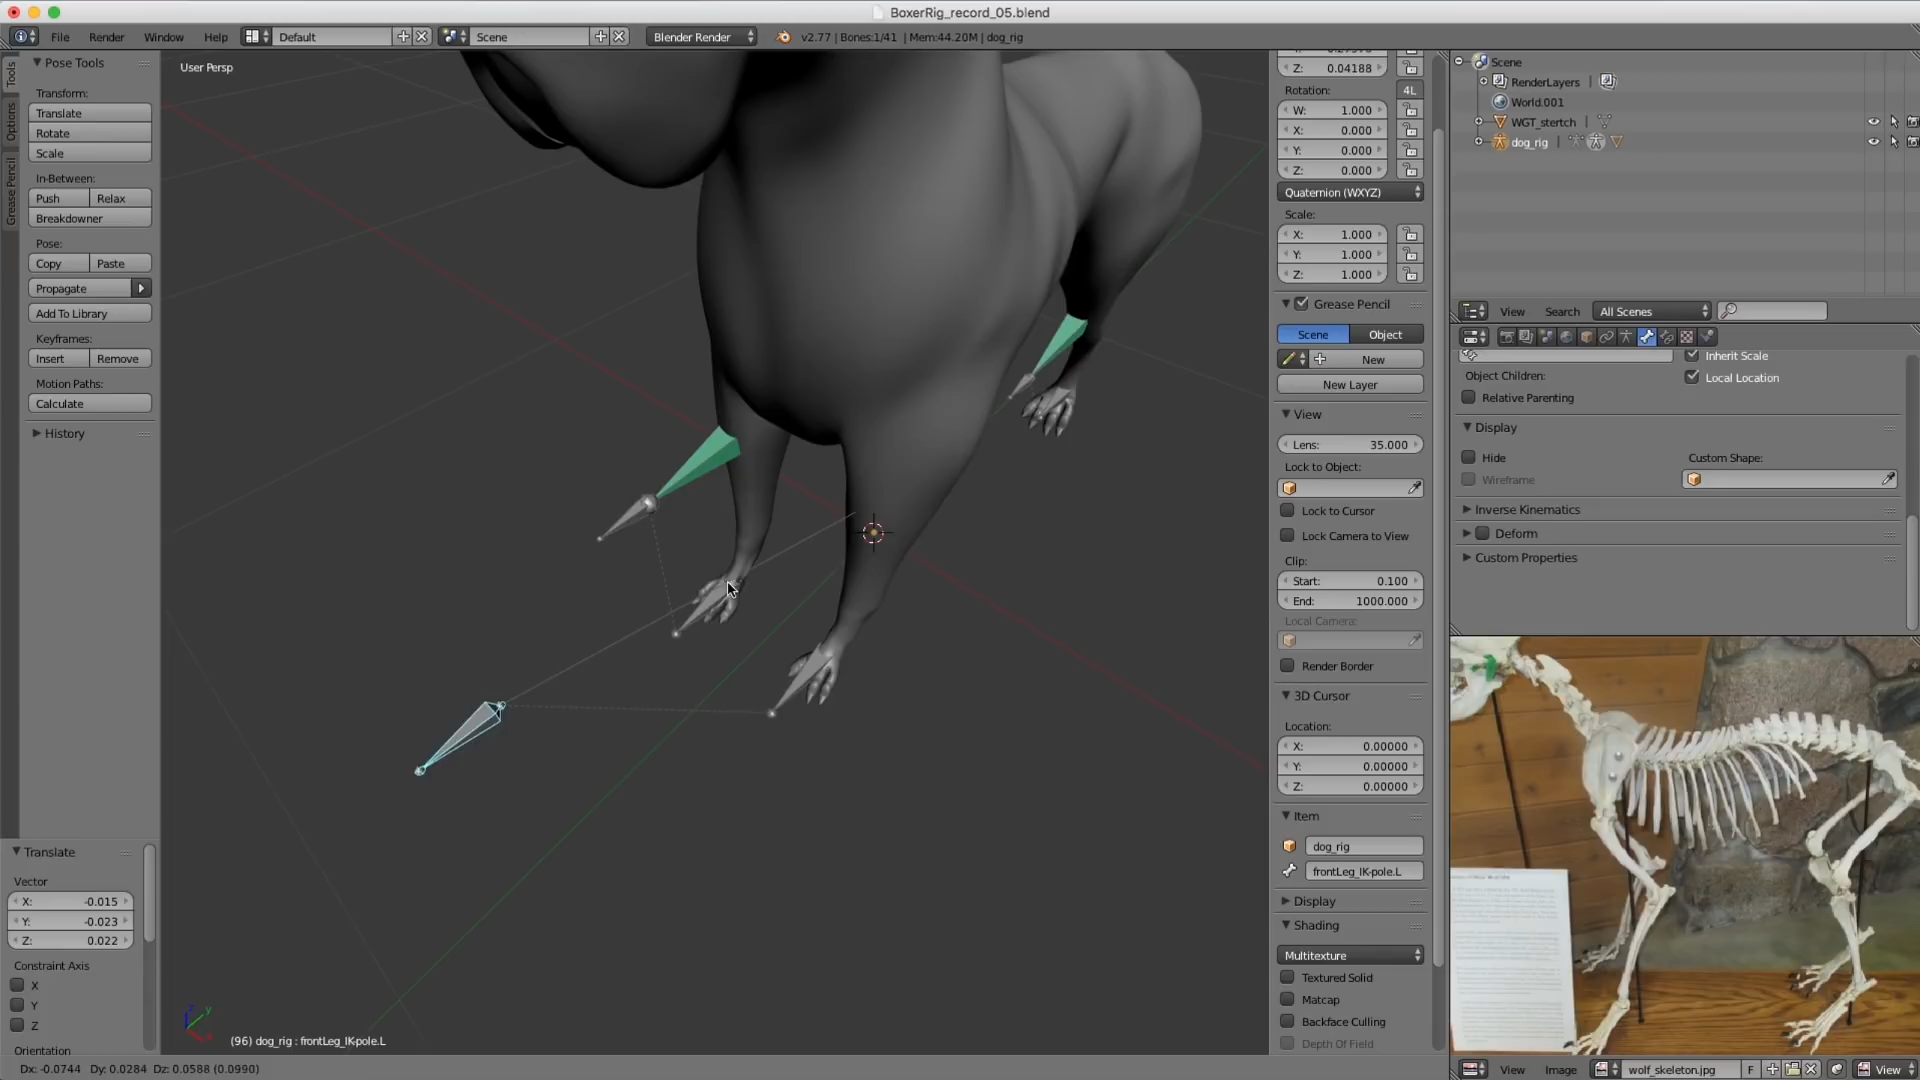 BoxerRig_record_05.blend
File
Render
Window
Help
Default
Scene
Blender Render
v2.77 | Bones:1/41 | Mem:44.20M | dog_rig
Tools
Options
Grease Pencil
Pose Tools
Transform:
Translate
Rotate
Scale
In-Between:
Push
Relax
Breakdowner
Pose:
Copy
Paste
Propagate
Add To Library
Keyframes:
Insert
Remove
Motion Paths:
Calculate
History
Translate
Vector
X: -0.015
Y: -0.023
Z: 0.022
Constraint Axis
X
Y
Z
Orientation
User Persp
(96) dog_rig : frontLeg_IK-pole.L
Dx: -0.0744 Dy: 0.0284 Dz: 0.0588 (0.0990)
Z: 0.04188
Rotation:
4L
W: 1.000
X: 0.000
Y: 0.000
Z: 0.000
Quaternion (WXYZ)
Scale:
X: 1.000
Y: 1.000
Z: 1.000
Grease Pencil
Scene
Object
New
New Layer
View
Lens: 35.000
Lock to Object:
Lock to Cursor
Lock Camera to View
Clip:
Start: 0.100
End: 1000.000
Local Camera:
Render Border
3D Cursor
Location:
X: 0.00000
Y: 0.00000
Z: 0.00000
Item
dog_rig
frontLeg_IK-pole.L
Display
Shading
Multitexture
Textured Solid
Matcap
Backface Culling
Depth Of Field
Scene
RenderLayers
World.001
WGT_stertch
dog_rig
View
Search
All Scenes
Inherit Scale
Object Children:
Local Location
Relative Parenting
Display
Hide
Custom Shape:
Wireframe
Inverse Kinematics
Deform
Custom Properties
View
Image
wolf_skeleton.jpg
F
View